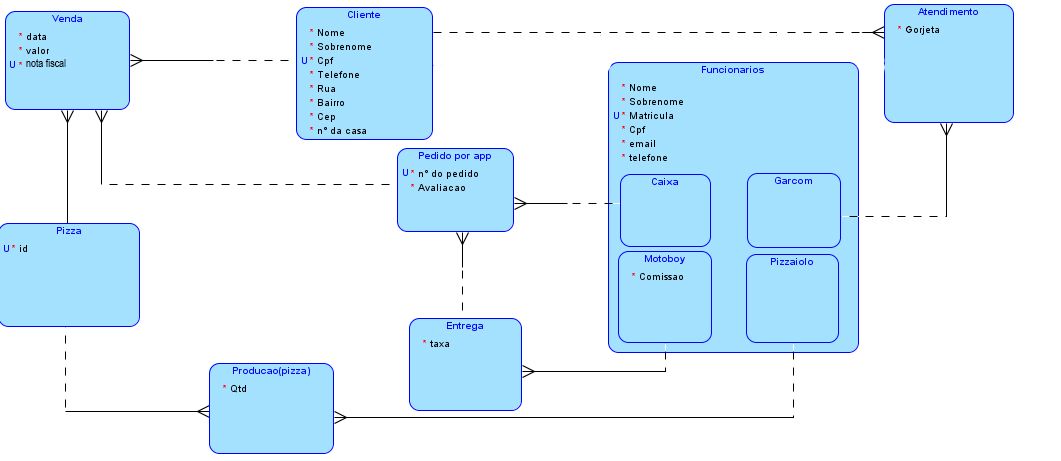 Venda
* data
* valor
U * nota fiscal
Cliente
* Nome
* Sobrenome
U * Cpf
* Telefone
* Rua
* Bairro
* Cep
* n° da casa
Atendimento
* Gorjeta
Funcionarios
* Nome
* Sobrenome
U * Matricula
* Cpf
* email
* telefone
Caixa
Garcom
Motoboy
* Comissao
Pizzaiolo
Pedido por app
U * n° do pedido
* Avaliacao
Pizza
U * id
Entrega
* taxa
Producao(pizza)
* Qtd